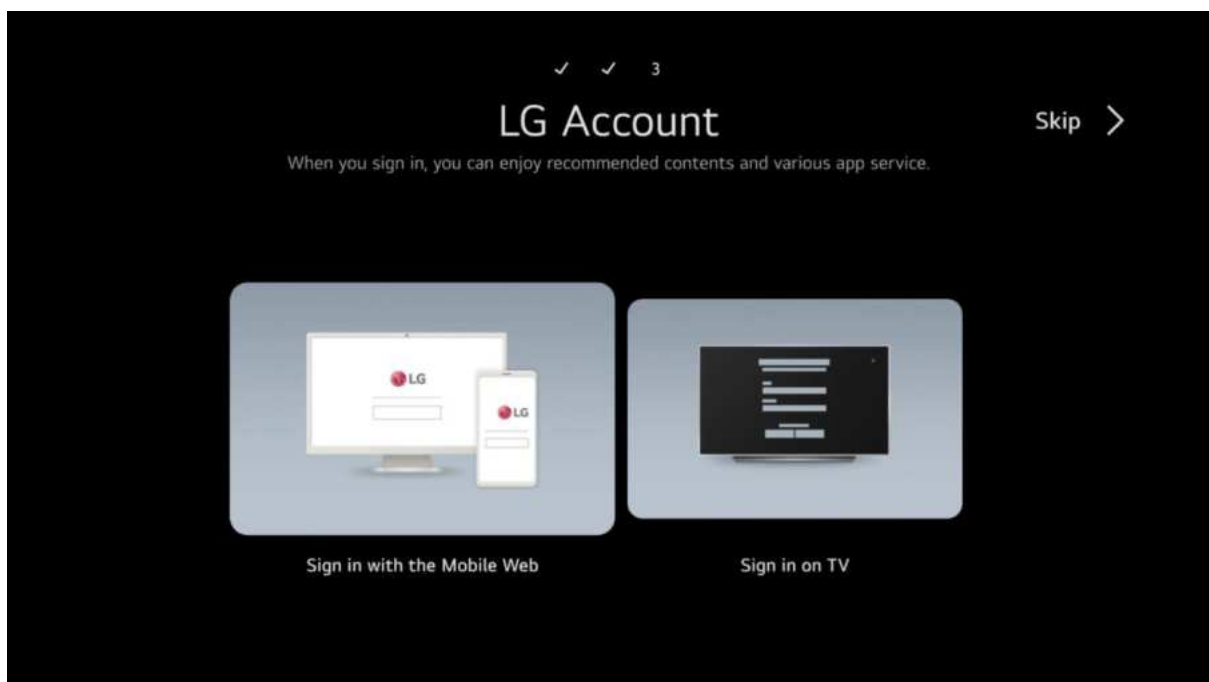 ✓ ✓ 3
LG Account
Skip >
When you sign in, you can enjoy recommended contents and various app service.
LG
LG
Sign in with the Mobile Web
Sign in on TV